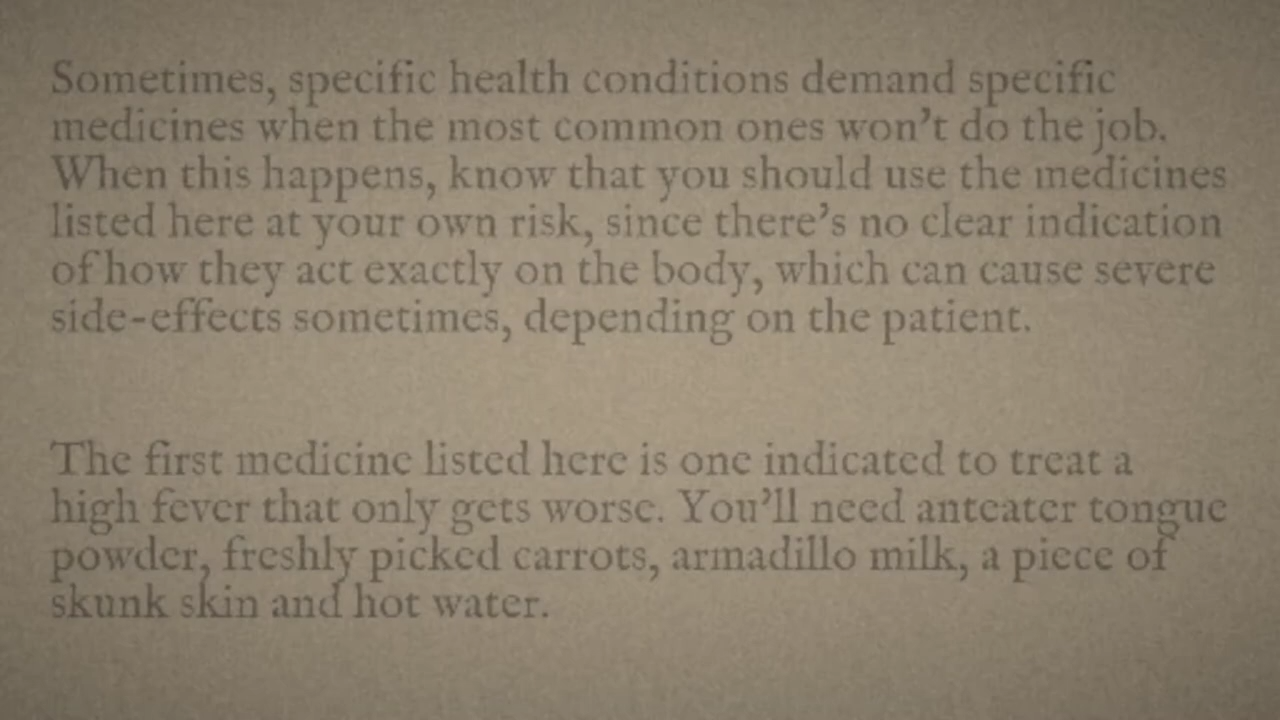 Sometimes, specific health conditions demand specific
medicines when the most common ones won't do the job.
When this happens, know that you should use the medicines
listed here at your own risk, since there's no clear indication
of how they act exactly on the body, which can cause severe
side-effects sometimes, depending on the patient.
The first medicine listed here is one indicated to treat a
high fever that only gets worse. You'll need anteater tongue
powder, freshly picked carrots, armadillo milk, a piece of
skunk skin and hot water.